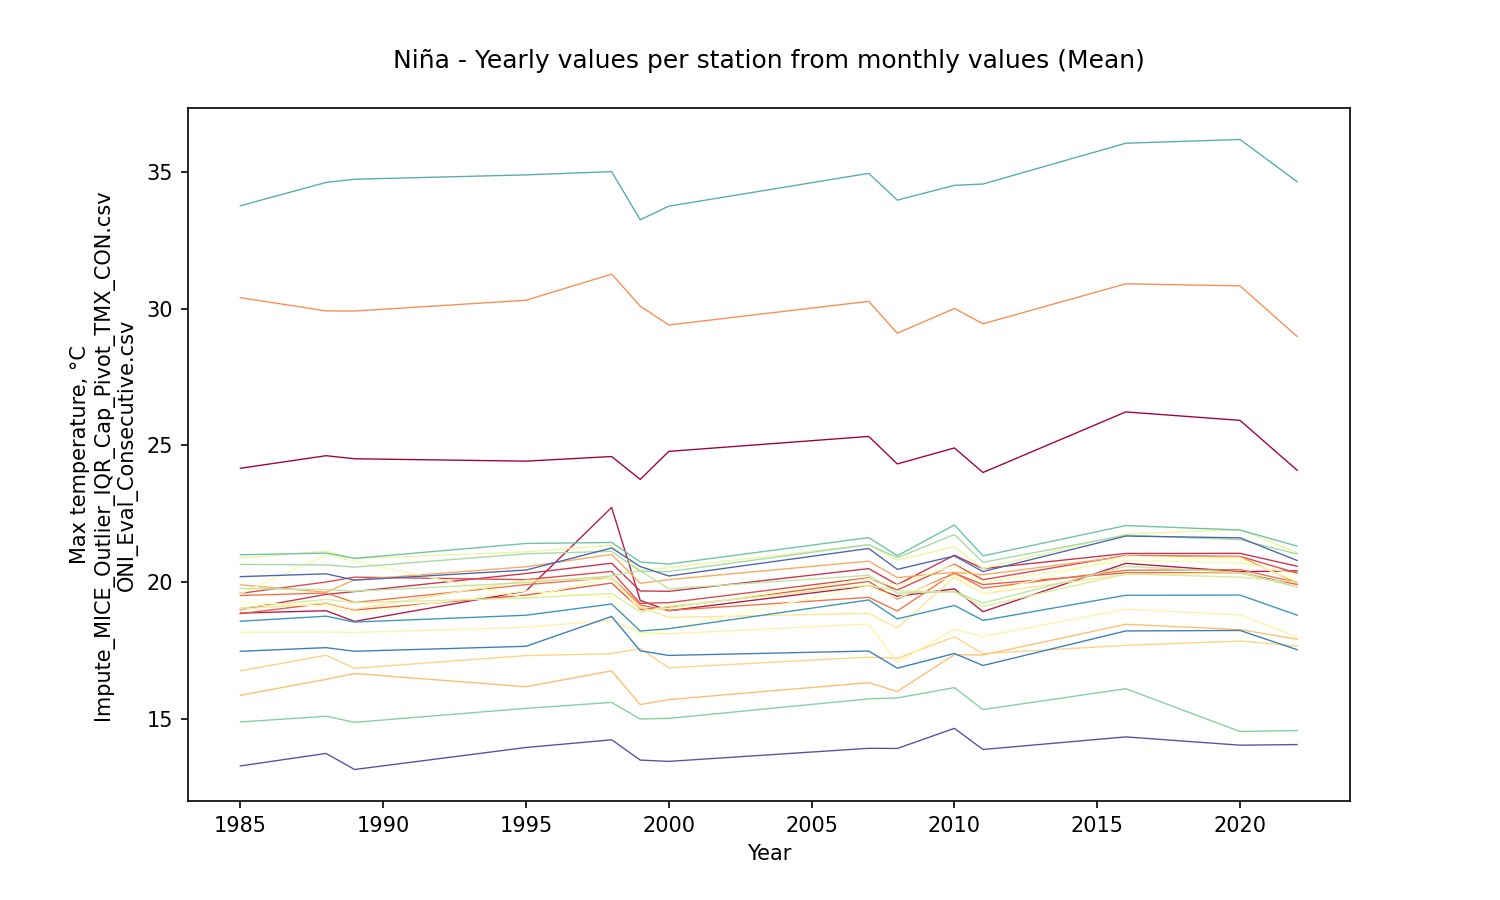 Niña - Yearly values per station from monthly values (Mean)
Max temperature, °C
Impute_MICE_Outlier_IQR_Cap_Pivot_TMX_CON.csv
ONI_Eval_Consecutive.csv
35
30
25
20
15
1985
1990
1995
2000
2005
2010
2015
2020
Year